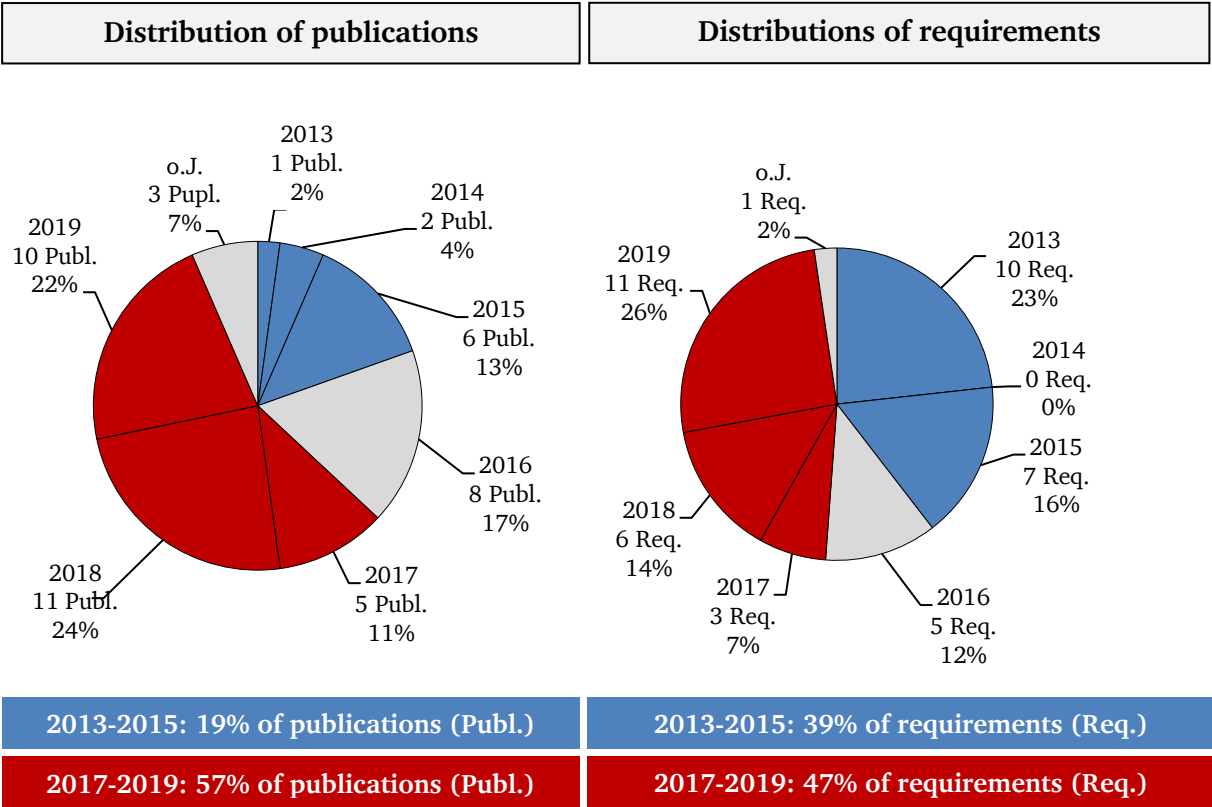 Distribution of publications
2013
1 Publ.
2%
2014
2 Publ.
4%
2015
6 Publ.
13%
2016
8 Publ.
17%
2017
5 Publ.
11%
2018
11 Publ.
24%
2019
10 Publ.
22%
o.J.
3 Pupl.
7%
2013-2015: 19% of publications (Publ.)
2017-2019: 57% of publications (Publ.)
Distributions of requirements
2013
10 Req.
23%
2014
0 Req.
0%
2015
7 Req.
16%
2016
5 Req.
12%
2017
3 Req.
7%
2018
6 Req.
14%
2019
11 Req.
26%
o.J.
1 Req.
2%
2013-2015: 39% of requirements (Req.)
2017-2019: 47% of requirements (Req.)